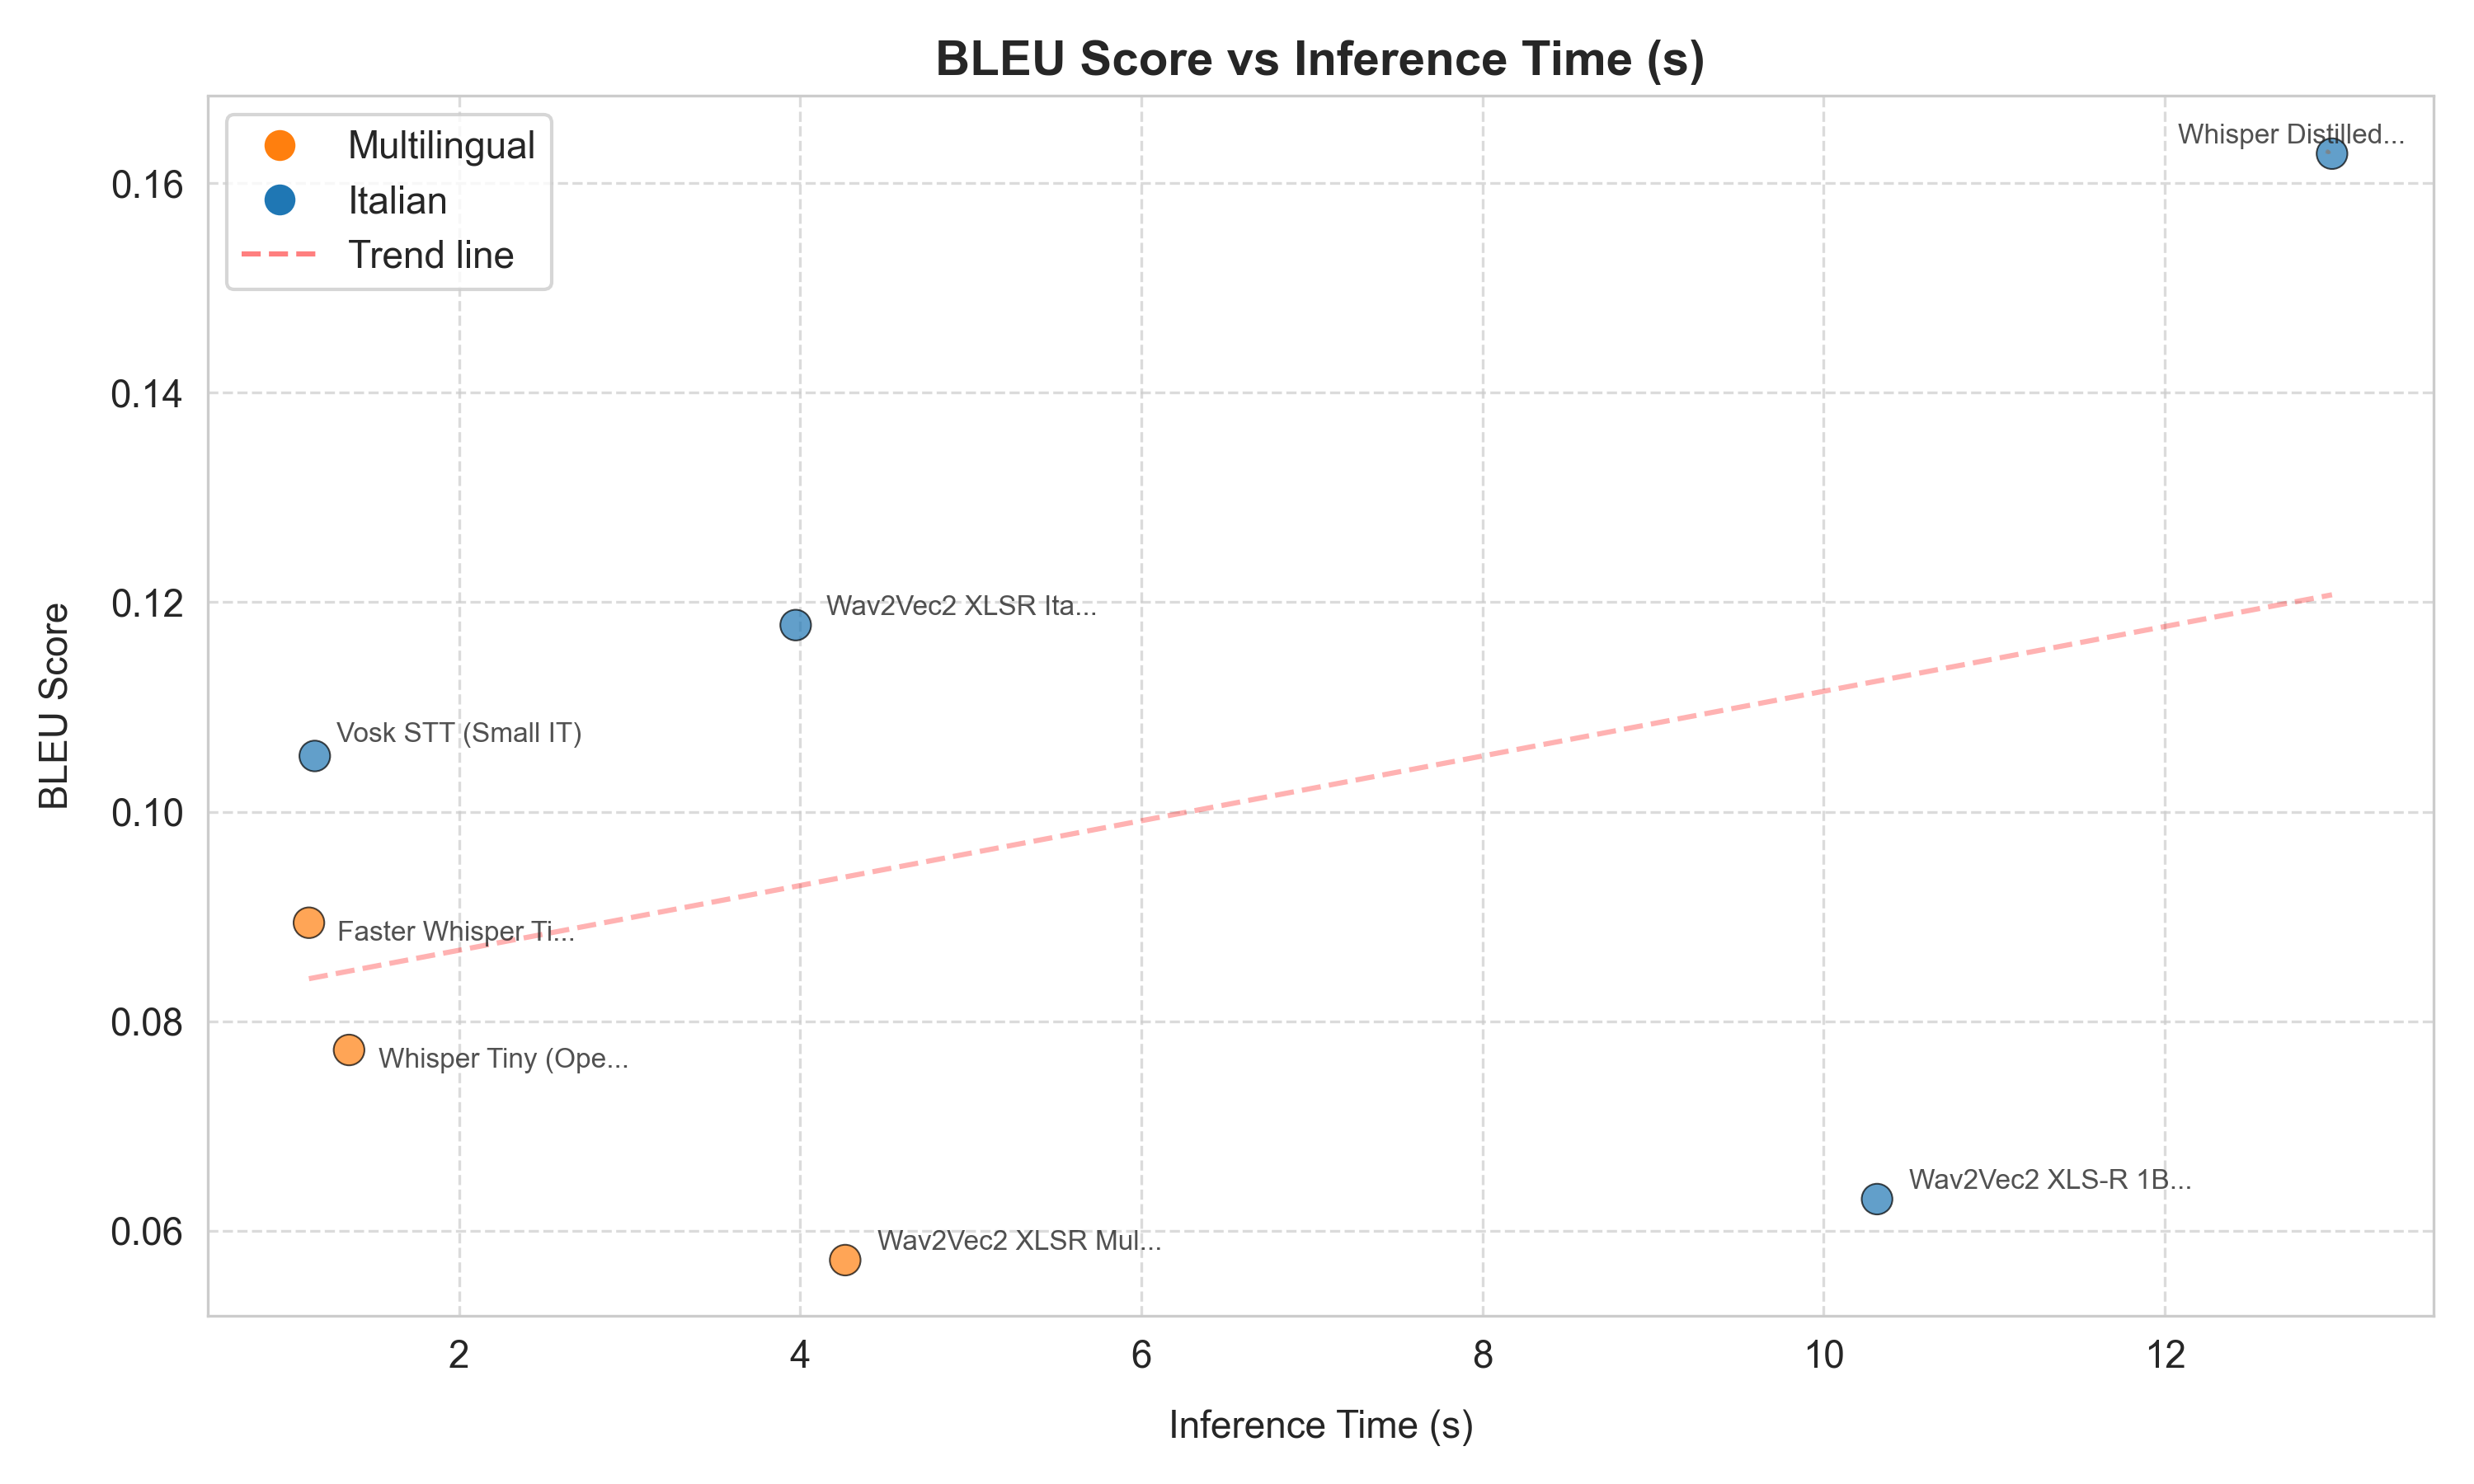 BLEU Score vs Inference Time (s)
Multilingual
Italian
Trend line
Whisper Distilled...
Wav2Vec2 XLSR Ita...
Vosk STT (Small IT)
Faster Whisper Ti...
Whisper Tiny (Ope...
Wav2Vec2 XLS-R 1B...
Wav2Vec2 XLSR Mul...
BLEU Score
0.16
0.14
0.12
0.10
0.08
0.06
2 4 6 8 10 12
Inference Time (s)